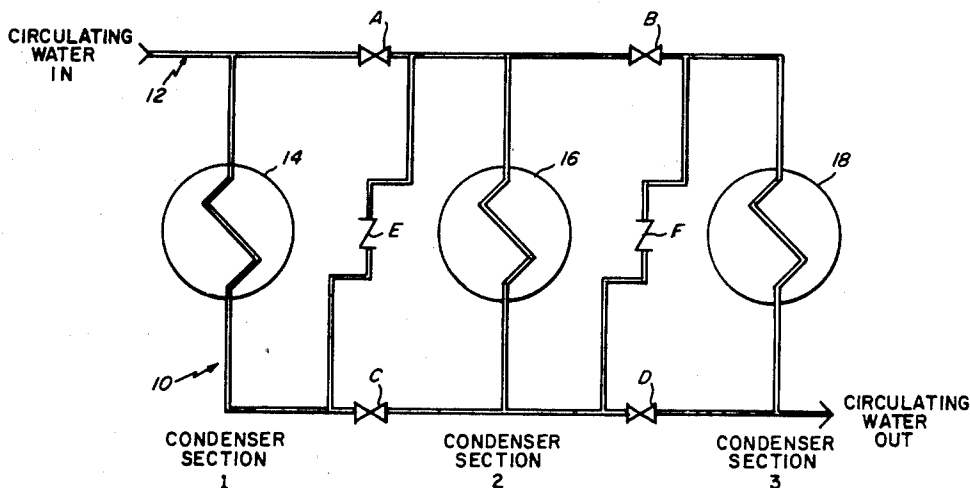 CIRCULATING
WATER
IN
12
A
B
14
16
18
E
F
10
C
D
CIRCULATING
WATER
OUT
CONDENSER
SECTION
1
CONDENSER
SECTION
2
CONDENSER
SECTION
3